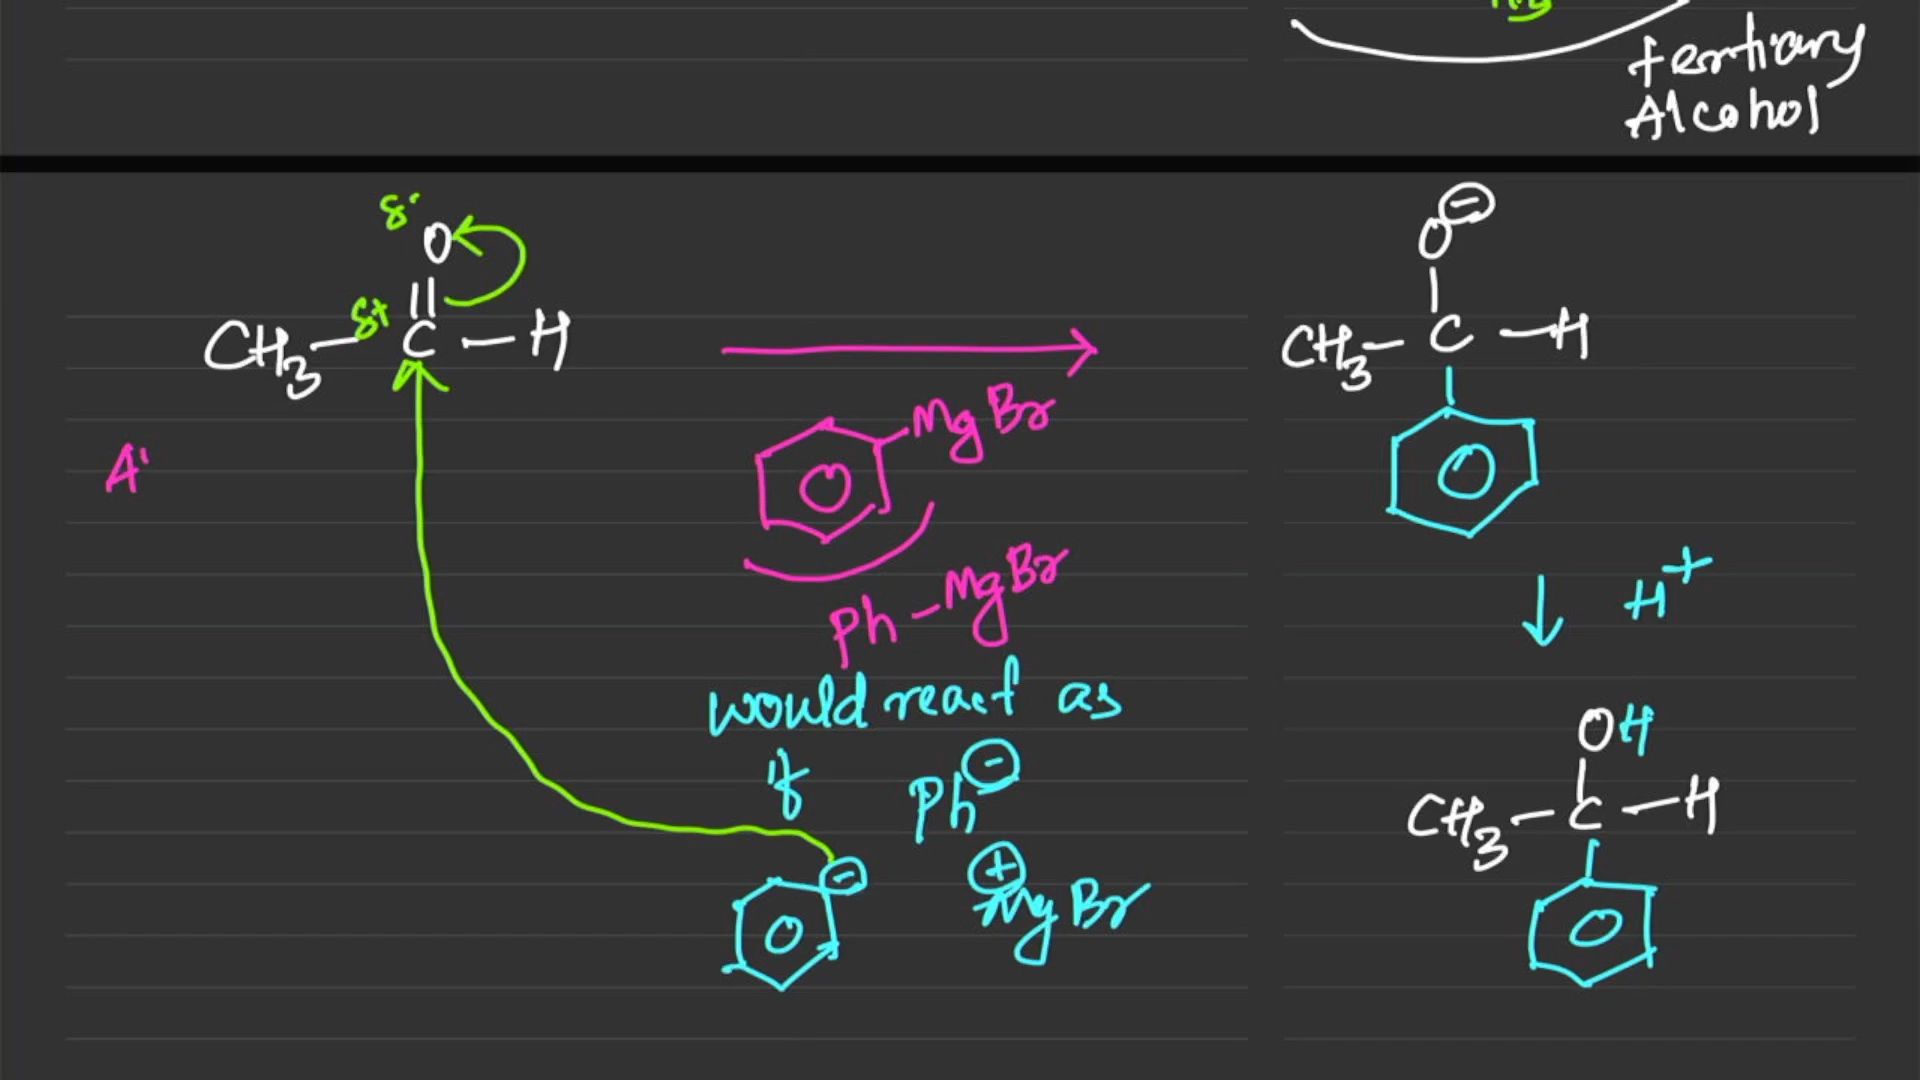 tertiary
Alcohol
δ-
O
δ+
CH3 - C - H
MgBr
Ph - MgBr
would react as
if Ph⊖
⊕MgBr
⊖
A
O⊖
CH3 - C - H
↓ H+
OH
CH3 - C - H